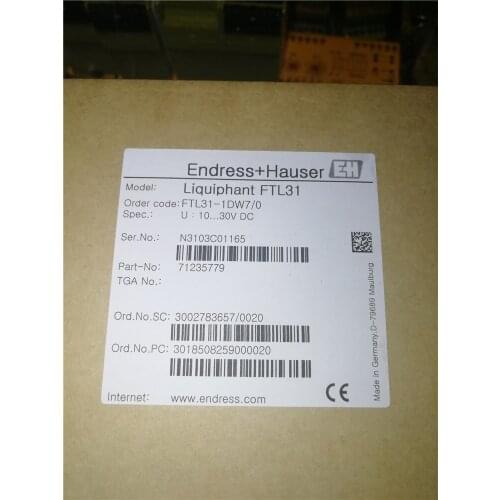 Endress+Hauser EH
Model: Liquiphant FTL31
Order code: FTL31-1DW7/0
Spec.: U : 10...30V DC
Ser.No.: N3103C01165
Part-No: 71235779
TGA No.:
Ord.No.SC: 3002783657/0020
Ord.No.PC: 3018508259000020
Internet: www.endress.com
CE
Made in Germany.D-79689 Maulburg